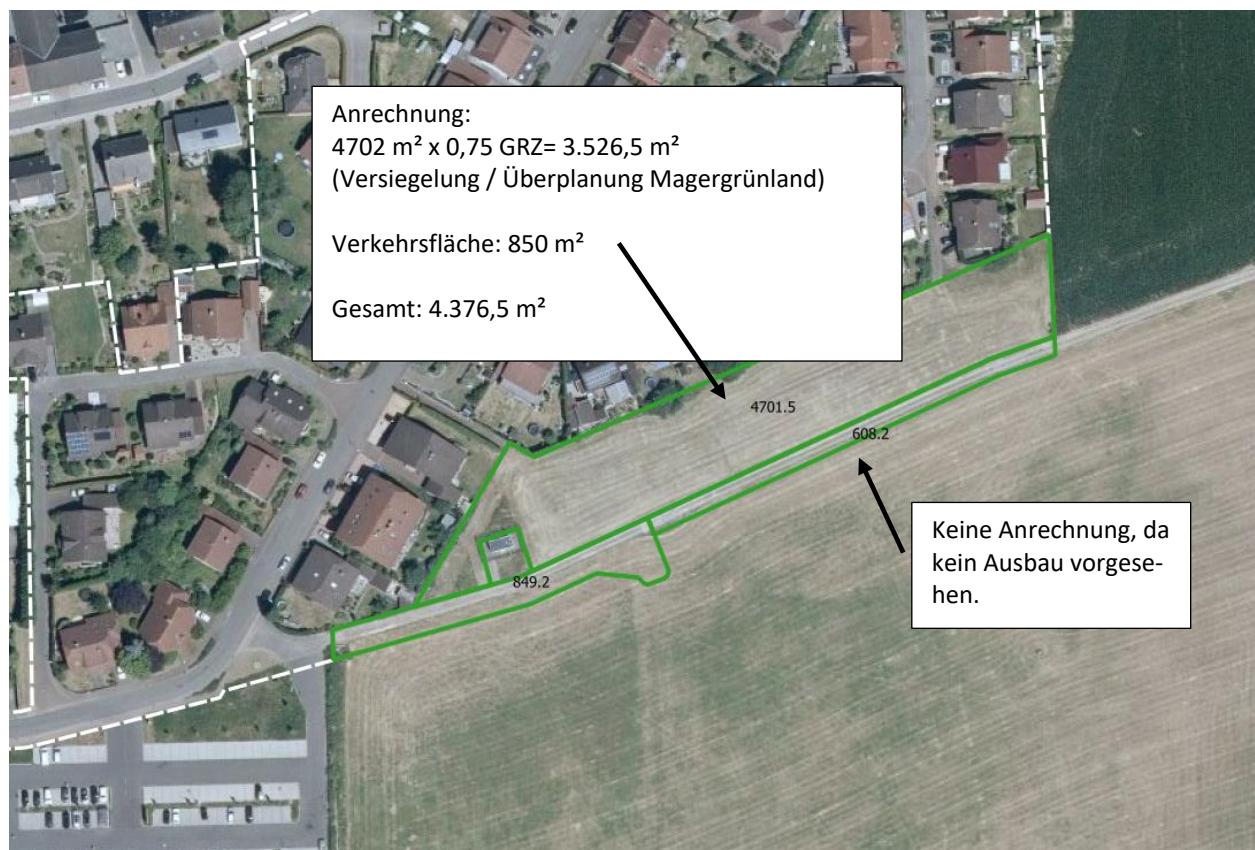 Anrechnung:
4702 m² x 0,75 GRZ= 3.526,5 m²
(Versiegelung / Überplanung Magergrünland)
Verkehrsfläche: 850 m²
Gesamt: 4.376,5 m²
4701.5
608.2
Keine Anrechnung, da
kein Ausbau vorgese-
hen.
849.2